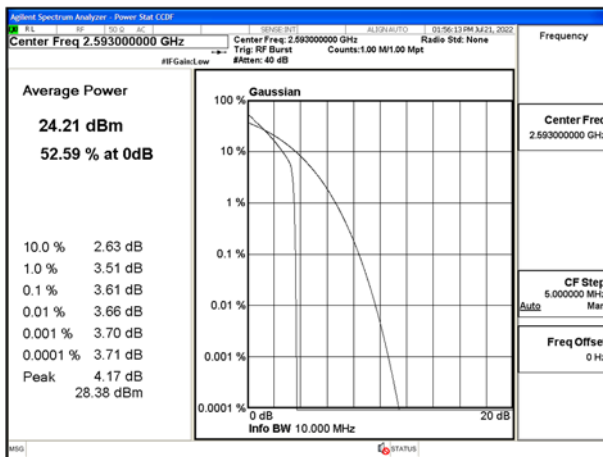 Agilent Spectrum Analyzer - Power Stat CCDF
RL RF 50 Ω AC SENSE:INT ALIGNAUTO 01:56:13 PM Jul 21, 2022
Center Freq 2.593000000 GHz
Center Freq: 2.593000000 GHz Radio Std: None
Trig: RF Burst Counts:1.00 M/1.00 Mpt
#IFGain:Low #Atten: 40 dB
Frequency
Average Power
24.21 dBm
52.59 % at 0dB
10.0 % 2.63 dB
1.0 % 3.51 dB
0.1 % 3.61 dB
0.01 % 3.66 dB
0.001 % 3.70 dB
0.0001 % 3.71 dB
Peak 4.17 dB
28.38 dBm
Gaussian
100 %
10 %
1 %
0.1 %
0.01 %
0.001 %
0.0001 %
0 dB 20 dB
Info BW 10.000 MHz
Center Freq
2.593000000 GHz
CF Step
5.000000 MHz
Auto Man
Freq Offset
0 Hz
MSG STATUS